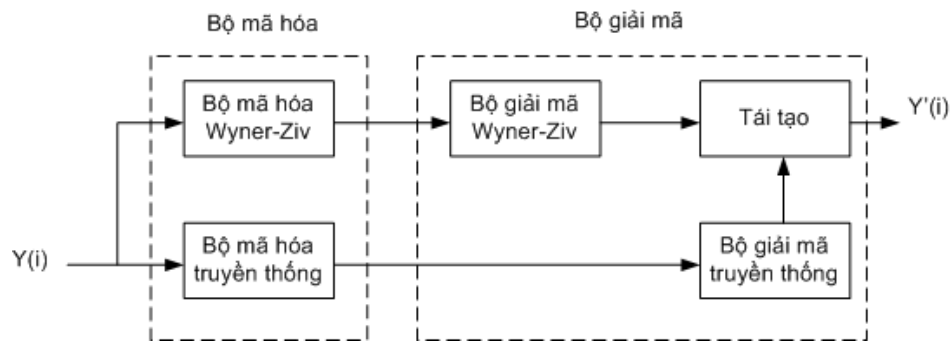 Bộ mã hóa
Bộ giải mã
Bộ mã hóa
Wyner-Ziv
Bộ giải mã
Wyner-Ziv
Tái tạo
Y'(i)
Y(i)
Bộ mã hóa
truyền thống
Bộ giải mã
truyền thống